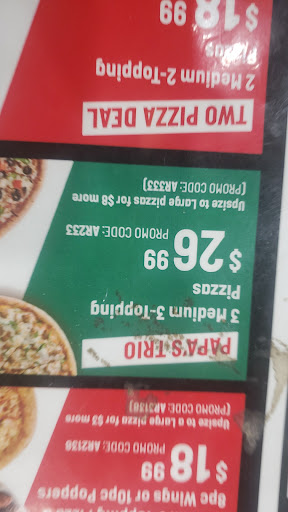 8pc Wings or 10pc Poppers
$18 99
PROMO CODE: AR2136
Upsize to Large pizza for $3 more
(PROMO CODE: AR3136)
PAPA'S TRIO
3 Medium 3-Topping
Pizzas
$26 99
PROMO CODE: AR233
Upsize to Large pizzas for $8 more
(PROMO CODE: AR333)
TWO PIZZA DEAL
2 Medium 2-Topping
Pizzas
$18 99